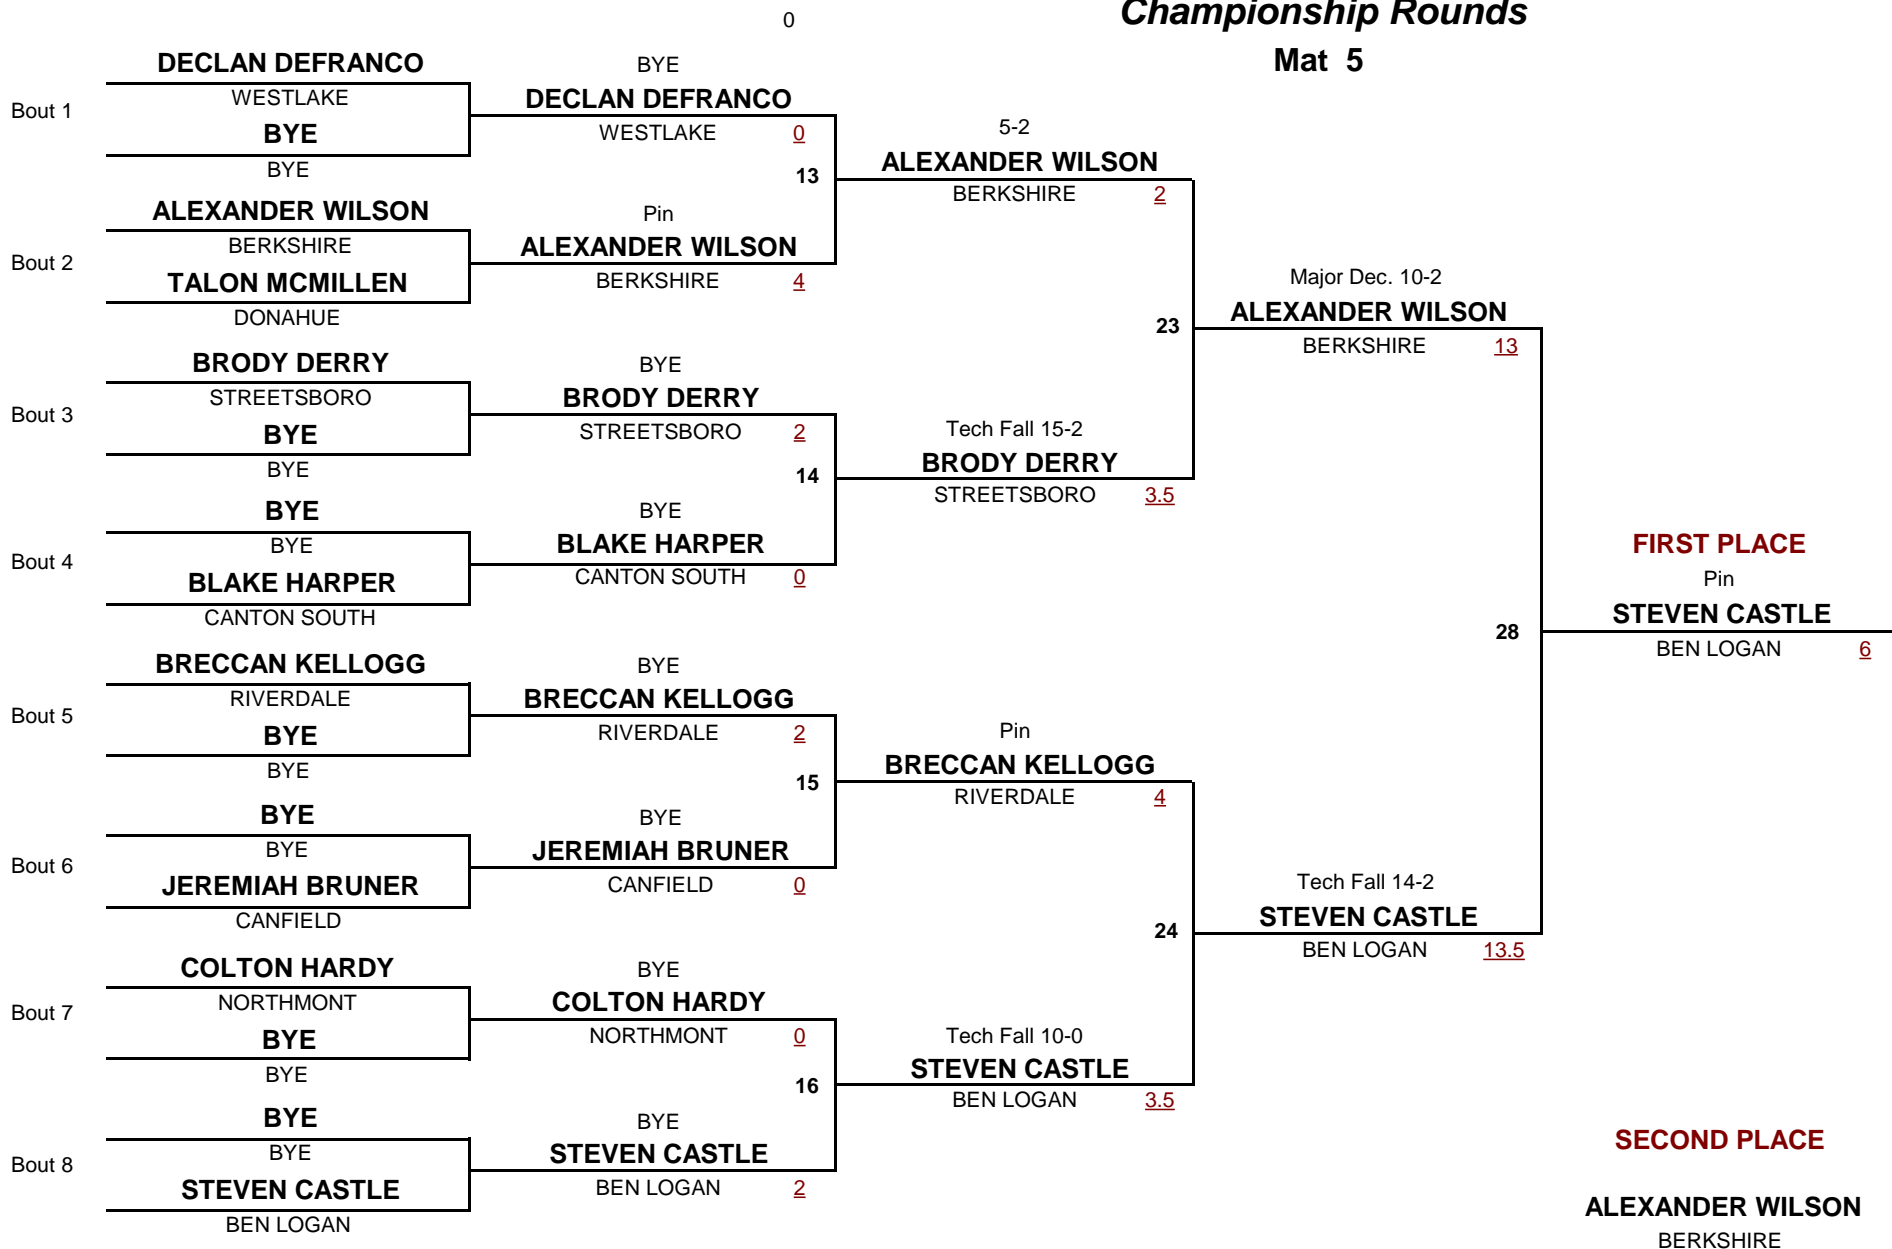 0
Championship Rounds
Mat 5
DECLAN DEFRANCO
Bout 1
WESTLAKE
BYE
BYE
ALEXANDER WILSON
Bout 2
BERKSHIRE
TALON MCMILLEN
DONAHUE
BRODY DERRY
Bout 3
STREETSBORO
BYE
BYE
BYE
Bout 4
BYE
BLAKE HARPER
CANTON SOUTH
BRECCAN KELLOGG
Bout 5
RIVERDALE
BYE
BYE
BYE
Bout 6
BYE
JEREMIAH BRUNER
CANFIELD
COLTON HARDY
Bout 7
NORTHMONT
BYE
BYE
BYE
Bout 8
BYE
STEVEN CASTLE
BEN LOGAN
BYE
DECLAN DEFRANCO
WESTLAKE 0
13
Pin
ALEXANDER WILSON
BERKSHIRE 4
BYE
BRODY DERRY
STREETSBORO 2
14
BYE
BLAKE HARPER
CANTON SOUTH 0
BYE
BRECCAN KELLOGG
RIVERDALE 2
15
BYE
JEREMIAH BRUNER
CANFIELD 0
BYE
COLTON HARDY
NORTHMONT 0
16
BYE
STEVEN CASTLE
BEN LOGAN 2
5-2
ALEXANDER WILSON
BERKSHIRE 2
23
Tech Fall 15-2
BRODY DERRY
STREETSBORO 3.5
Pin
BRECCAN KELLOGG
RIVERDALE 4
24
Tech Fall 10-0
STEVEN CASTLE
BEN LOGAN 3.5
Major Dec. 10-2
ALEXANDER WILSON
BERKSHIRE 13
28
Tech Fall 14-2
STEVEN CASTLE
BEN LOGAN 13.5
FIRST PLACE
Pin
STEVEN CASTLE
BEN LOGAN 6
SECOND PLACE
ALEXANDER WILSON
BERKSHIRE